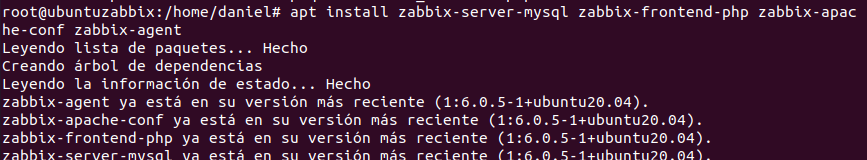 root@ubuntuzabbix:/home/daniel# apt install zabbix-server-mysql zabbix-frontend-php zabbix-apac
he-conf zabbix-agent
Leyendo lista de paquetes... Hecho
Creando árbol de dependencias
Leyendo la información de estado... Hecho
zabbix-agent ya está en su versión más reciente (1:6.0.5-1+ubuntu20.04).
zabbix-apache-conf ya está en su versión más reciente (1:6.0.5-1+ubuntu20.04).
zabbix-frontend-php ya está en su versión más reciente (1:6.0.5-1+ubuntu20.04).
zabbix-server-mysql ya está en su versión más reciente (1:6.0.5-1+ubuntu20.04).